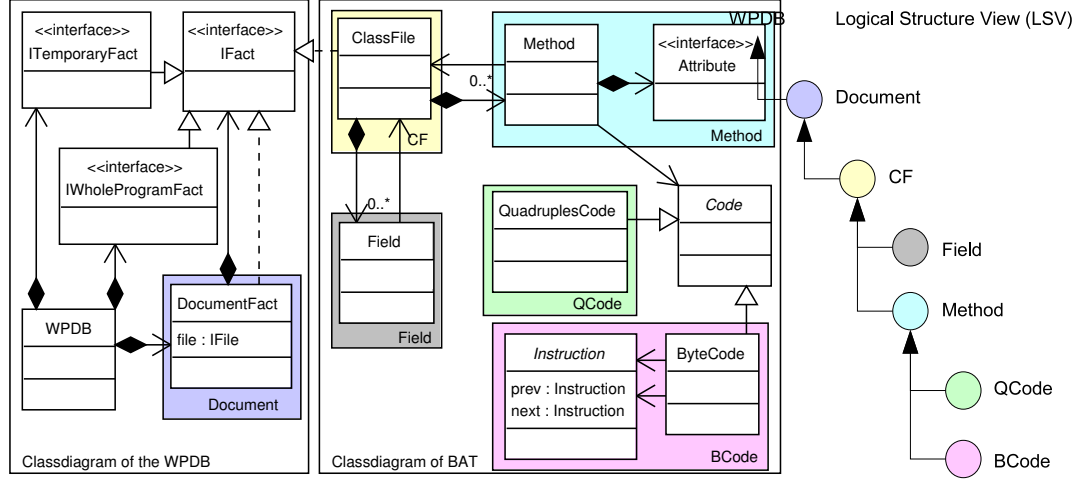 <<interface>>
ITemporaryFact
<<interface>>
IFact
<<interface>>
IWholeProgramFact
WPDB
DocumentFact
file : IFile
Document
Classdiagram of the WPDB
ClassFile
CF
0..*
0..*
Method
<<interface>>
Attribute
Method
Field
Field
QuadruplesCode
QCode
Code
Instruction
prev : Instruction
next : Instruction
ByteCode
BCode
Classdiagram of BAT
WPDB
Logical Structure View (LSV)
Document
CF
Field
Method
QCode
BCode